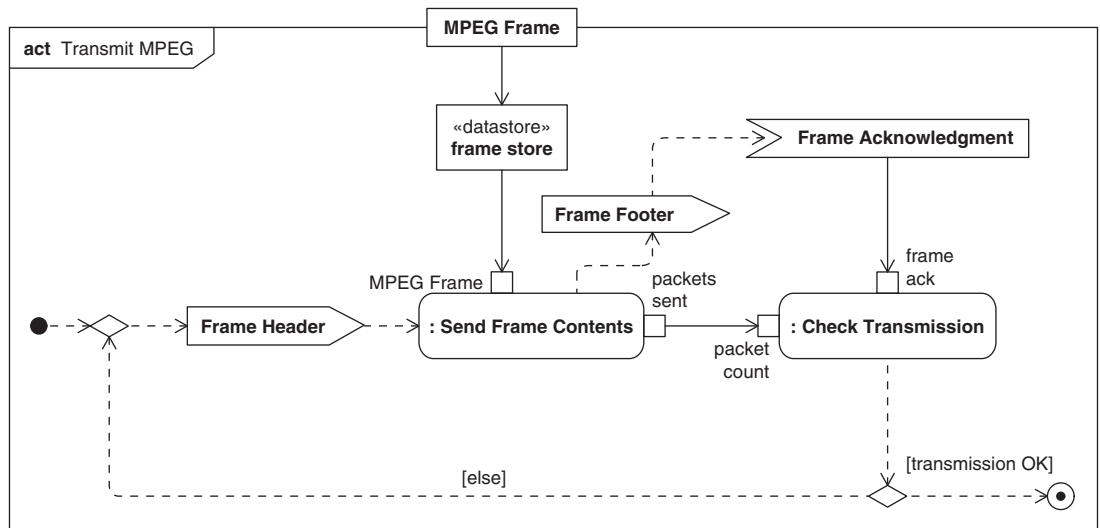 MPEG Frame
act Transmit MPEG
«datastore»
frame store
Frame Acknowledgment
Frame Footer
MPEG Frame
packets
sent
frame
ack
Frame Header
: Send Frame Contents
: Check Transmission
packet
count
[else]
[transmission OK]